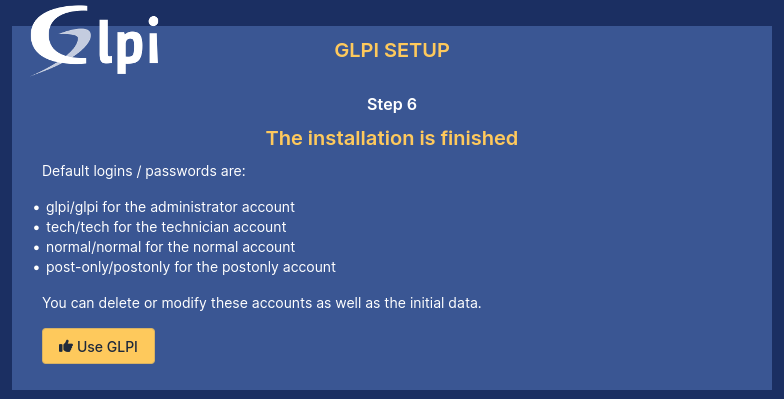 Glpi
GLPI SETUP
Step 6
The installation is finished
Default logins / passwords are:
• glpi/glpi for the administrator account
• tech/tech for the technician account
• normal/normal for the normal account
• post-only/postonly for the postonly account
You can delete or modify these accounts as well as the initial data.
Use GLPI